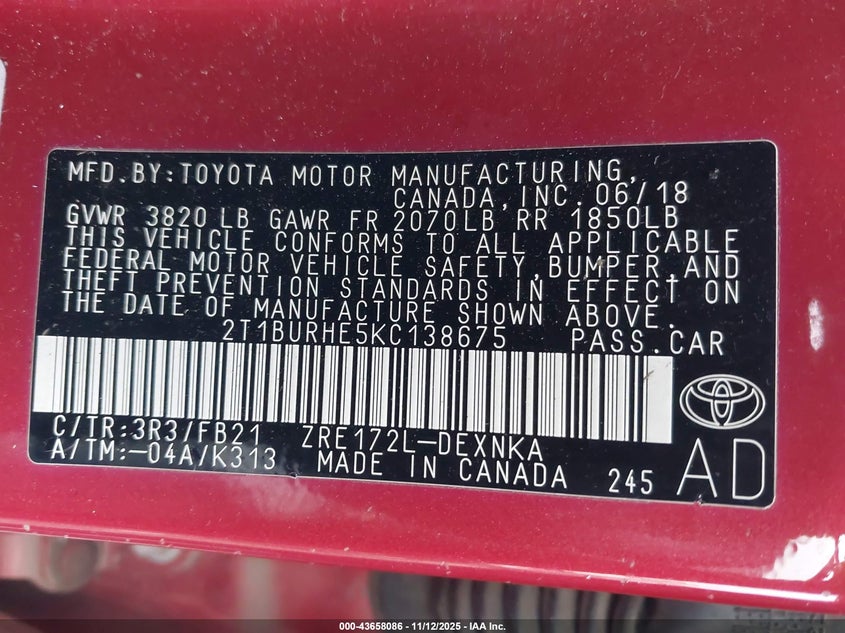 MFD.BY:TOYOTA MOTOR MANUFACTURING,
CANADA,INC. 06/18
GVWR 3820 LB GAWR FR 2070LB RR 1850LB
THIS VEHICLE CONFORMS TO ALL APPLICABLE
FEDERAL MOTOR VEHICLE SAFETY,BUMPER,AND
THEFT PREVENTION STANDARDS IN EFFECT ON
THE DATE OF MANUFACTURE SHOWN ABOVE.
2T1BURHE5KC138675 PASS.CAR
C/TR:3R3/FB21 ZRE172L-DEXNKA
A/TM:-04A/K313 MADE IN CANADA 245 AD
000-43658086 - 11/12/2025 - IAA Inc.